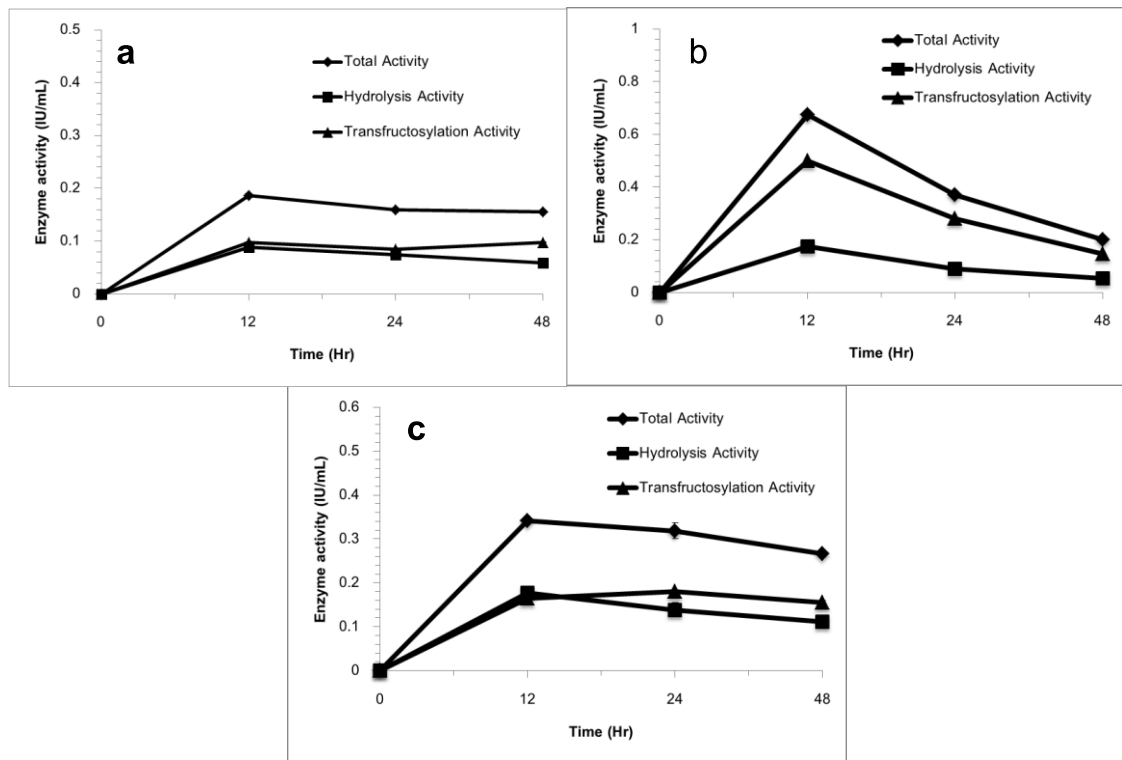 a
Enzyme activity (IU/mL)
0.5
0.4
0.3
0.2
0.1
0
Total Activity
Hydrolysis Activity
Transfructosylation Activity
0 12 24 48
Time (Hr)
b
Enzyme activity (IU/mL)
1
0.8
0.6
0.4
0.2
0
Total Activity
Hydrolysis Activity
Transfructosylation Activity
0 12 24 48
Time (Hr)
c
Enzyme activity (IU/mL)
0.6
0.5
0.4
0.3
0.2
0.1
0
Total Activity
Hydrolysis Activity
Transfructosylation Activity
0 12 24 48
Time (Hr)